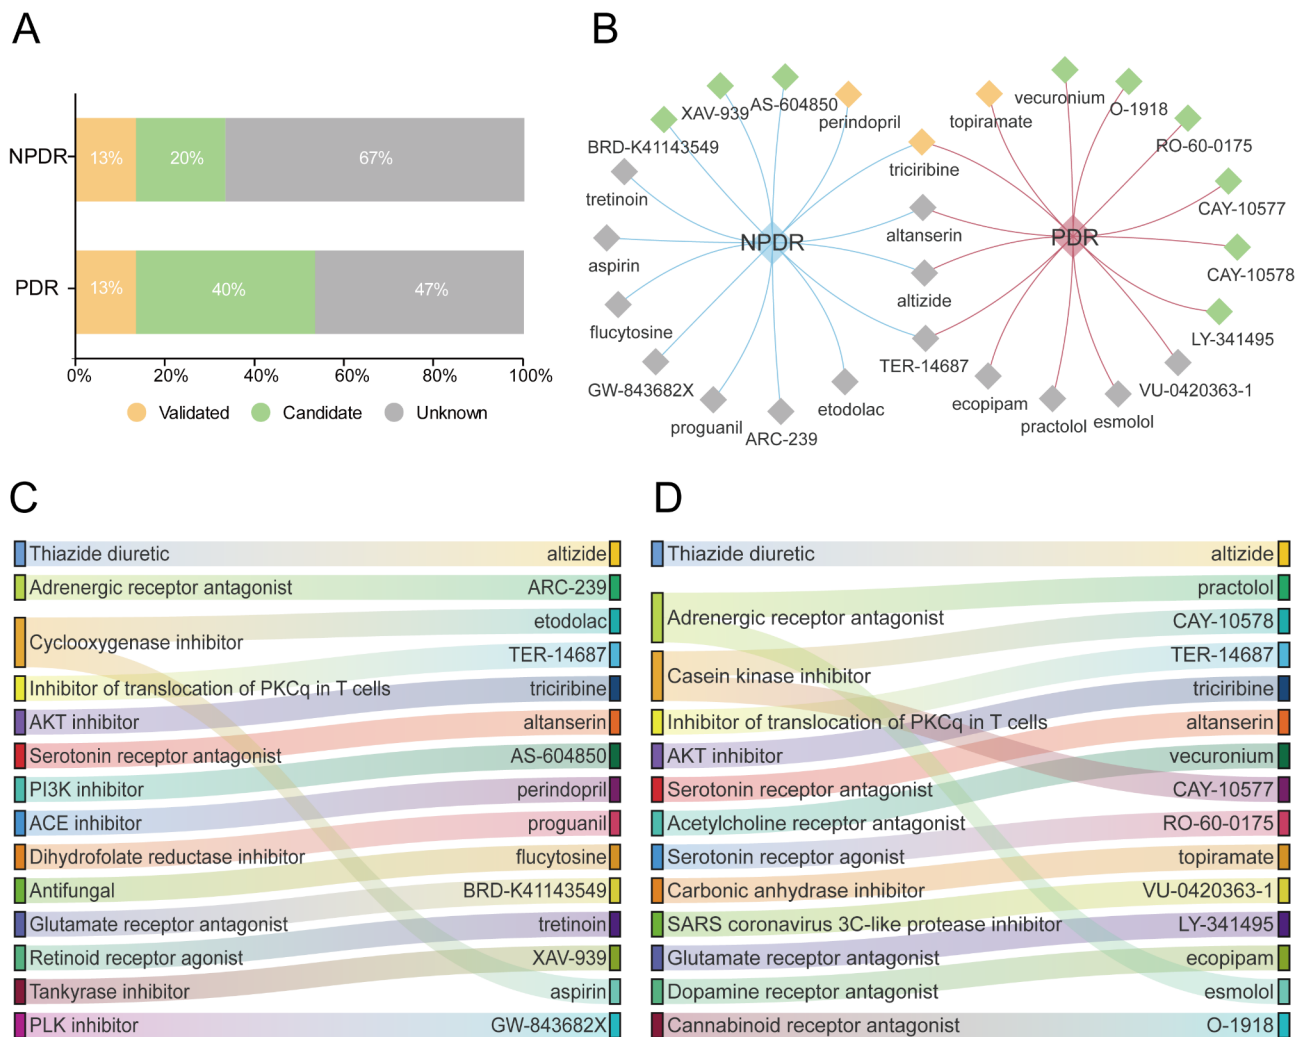 A
NPDR
13%
20%
67%
PDR
13%
40%
47%
0%
20%
40%
60%
80%
100%
Validated
Candidate
Unknown
B
XAV-939
AS-604850
perindopril
BRD-K41143549
tretinoin
aspirin
flucytosine
GW-843682X
proguanil
ARC-239
etodolac
NPDR
triciribine
altanserin
altizide
TER-14687
topiramate
vecuronium
O-1918
RO-60-0175
CAY-10577
CAY-10578
LY-341495
VU-0420363-1
esmolol
practolol
ecopipam
PDR
C
Thiazide diuretic
altizide
Adrenergic receptor antagonist
ARC-239
etodolac
Cyclooxygenase inhibitor
TER-14687
Inhibitor of translocation of PKCq in T cells
triciribine
AKT inhibitor
altanserin
Serotonin receptor antagonist
AS-604850
PI3K inhibitor
perindopril
ACE inhibitor
proguanil
Dihydrofolate reductase inhibitor
flucytosine
Antifungal
BRD-K41143549
Glutamate receptor antagonist
tretinoin
Retinoid receptor agonist
XAV-939
Tankyrase inhibitor
aspirin
PLK inhibitor
GW-843682X
D
Thiazide diuretic
altizide
practolol
Adrenergic receptor antagonist
CAY-10578
TER-14687
Casein kinase inhibitor
triciribine
Inhibitor of translocation of PKCq in T cells
altanserin
AKT inhibitor
vecuronium
Serotonin receptor antagonist
CAY-10577
Acetylcholine receptor antagonist
RO-60-0175
Serotonin receptor agonist
topiramate
Carbonic anhydrase inhibitor
VU-0420363-1
SARS coronavirus 3C-like protease inhibitor
LY-341495
Glutamate receptor antagonist
ecopipam
Dopamine receptor antagonist
esmolol
Cannabinoid receptor antagonist
O-1918